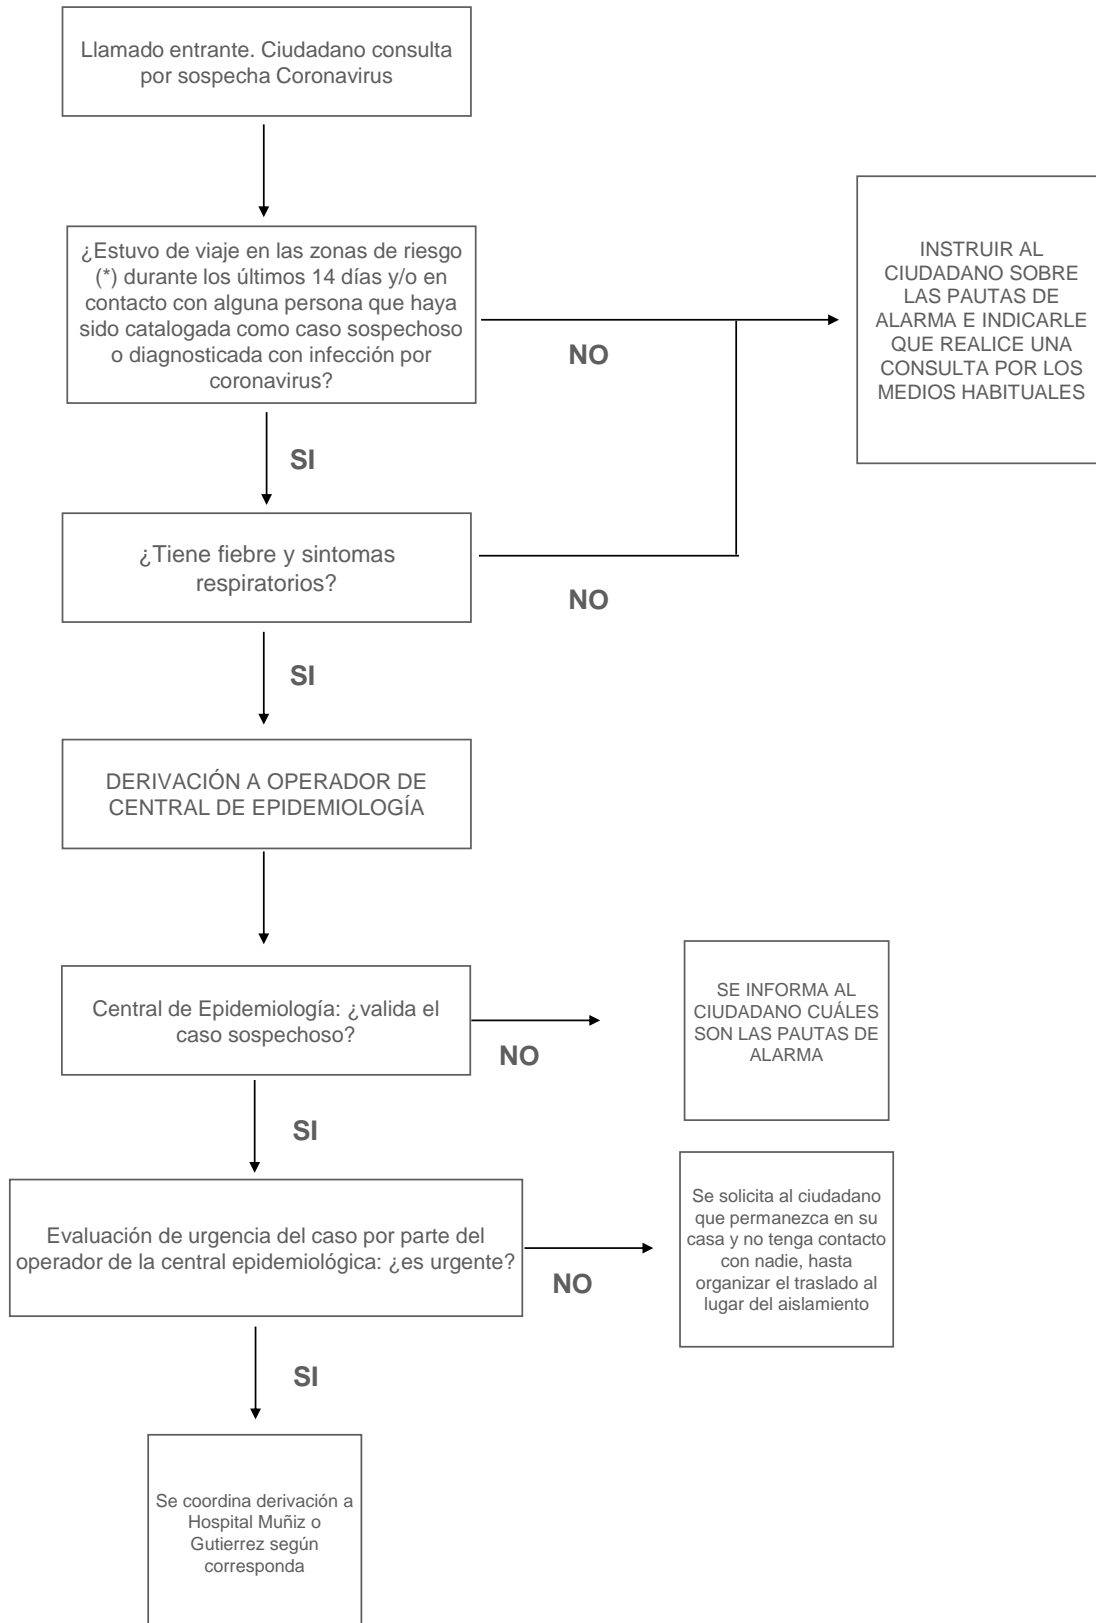 Llamado entrante. Ciudadano consulta
por sospecha Coronavirus
¿Estuvo de viaje en las zonas de riesgo
(*) durante los últimos 14 días y/o en
contacto con alguna persona que haya
sido catalogada como caso sospechoso
o diagnosticada con infección por
coronavirus?
NO
INSTRUIR AL
CIUDADANO SOBRE
LAS PAUTAS DE
ALARMA E INDICARLE
QUE REALICE UNA
CONSULTA POR LOS
MEDIOS HABITUALES
SI
¿Tiene fiebre y sintomas
respiratorios?
NO
SI
DERIVACIÓN A OPERADOR DE
CENTRAL DE EPIDEMIOLOGÍA
Central de Epidemiología: ¿valida el
caso sospechoso?
NO
SE INFORMA AL
CIUDADANO CUÁLES
SON LAS PAUTAS DE
ALARMA
SI
Evaluación de urgencia del caso por parte del
operador de la central epidemiológica: ¿es urgente?
NO
Se solicita al ciudadano
que permanezca en su
casa y no tenga contacto
con nadie, hasta
organizar el traslado al
lugar del aislamiento
SI
Se coordina derivación a
Hospital Muñiz o
Gutierrez según
corresponda